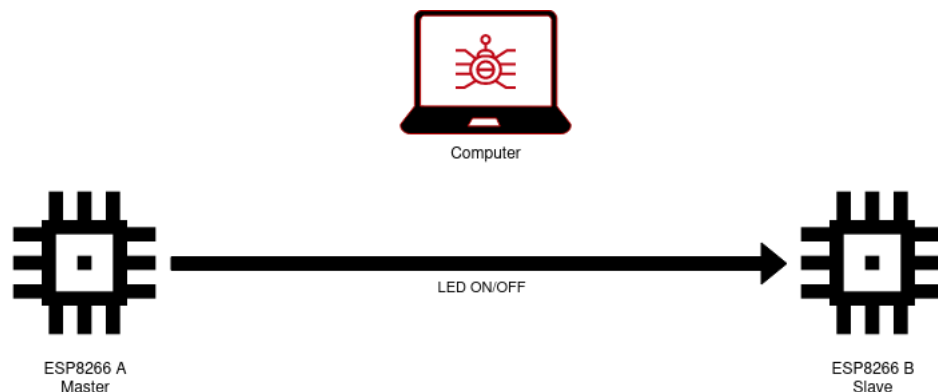 Computer
LED ON/OFF
ESP8266 A
Master
ESP8266 B
Slave